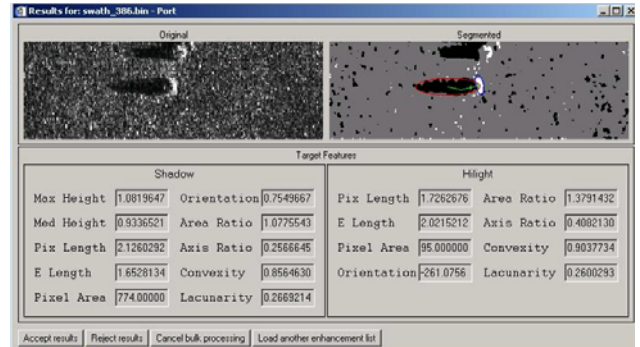 Results for: swath_386.bin - Port
Original
Segmented
Target Features
Shadow
Max Height 1.0819647 Orientation 0.7549667
Med Height 0.9336521 Area Ratio 1.0775543
Pix Length 2.1260292 Axis Ratio 0.2566645
E Length 1.6528134 Convexity 0.8564630
Pixel Area 774.00000 Lacunarity 0.2669214
Hilight
Pix Length 1.7262676 Area Ratio 1.3791432
E Length 2.0215212 Axis Ratio 0.4082130
Pixel Area 95.000000 Convexity 0.9037734
Orientation -261.0756 Lacunarity 0.2600293
Accept results Reject results Cancel bulk processing Load another enhancement list